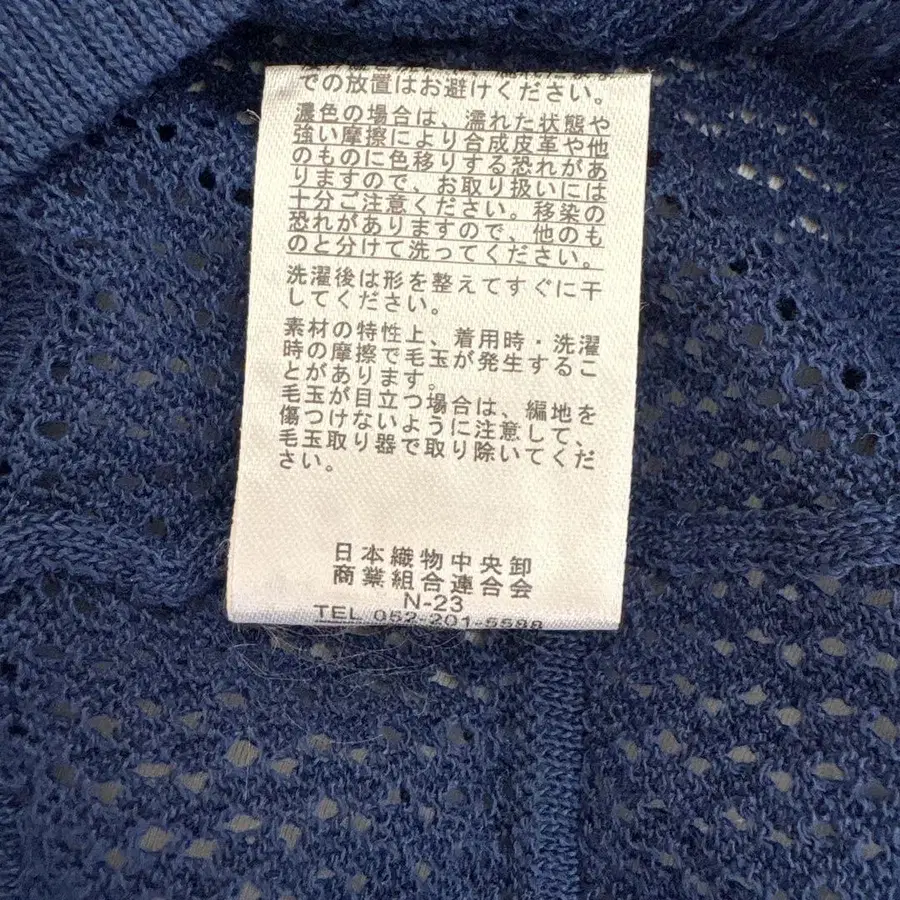 での放置はお避けください。
濃色の場合は、濡れた状態や
強い摩擦により合成皮革や他
のものに色移りする恐れがあ
りますので、お取り扱いには
十分ご注意ください。移染の
恐れがありますので、他のも
のと分けて洗ってください。
洗濯後は形を整えてすぐに干
してください。
素材の特性上、着用時・洗濯
時の摩擦で毛玉が発生するこ
とがあります。
毛玉が目立つ場合は、編地を
傷つけないように注意して、
毛玉取り器で取り除いてくだ
さい。
日本織物中央卸
商業組合連合会
N-23
TEL 052-201-5588